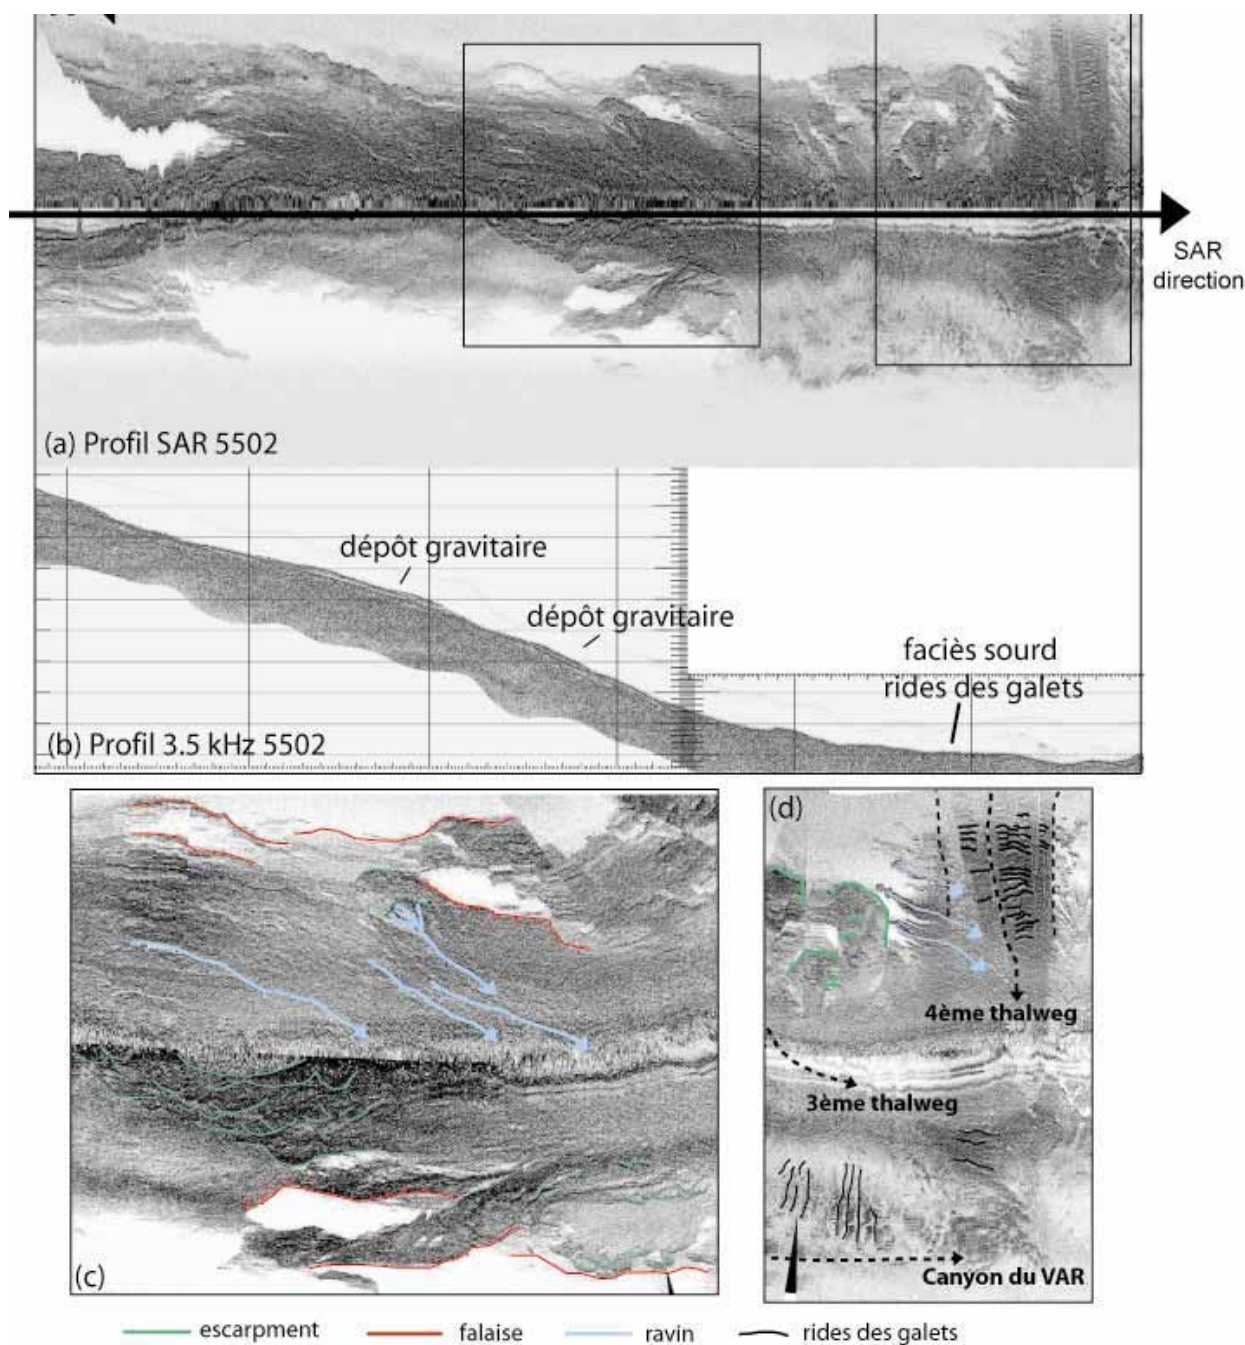 SAR
direction
(a) Profil SAR 5502
dépôt gravitaire
dépôt gravitaire
faciès sourd
rides des galets
(b) Profil 3.5 kHz 5502
(d)
4ème thalweg
3ème thalweg
Canyon du VAR
(c)
escarpment falaise ravin rides des galets